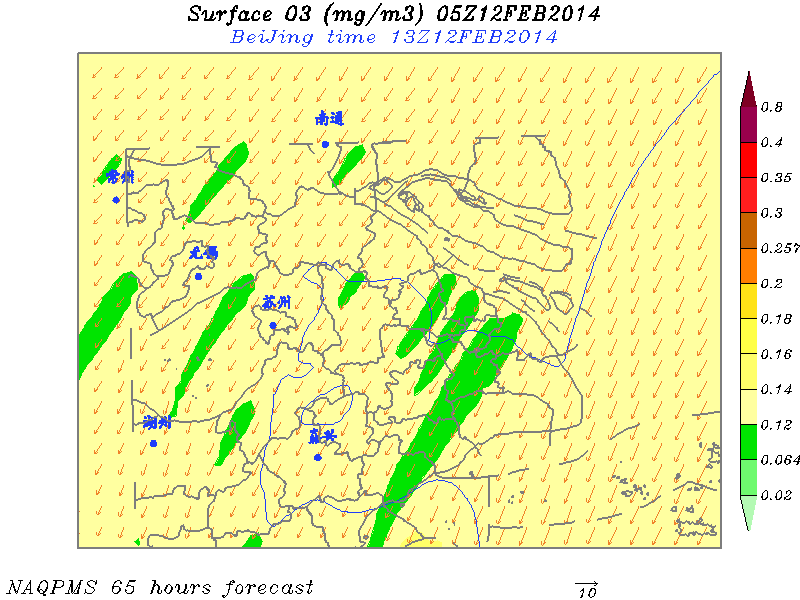 Surface O3 (mg/m3) 05Z12FEB2014
BeiJing time 13Z12FEB2014
南通
常州
无锡
苏州
湖州
嘉兴
0.8
0.4
0.35
0.3
0.257
0.2
0.18
0.16
0.14
0.12
0.064
0.02
NAQPMS 65 hours forecast
10